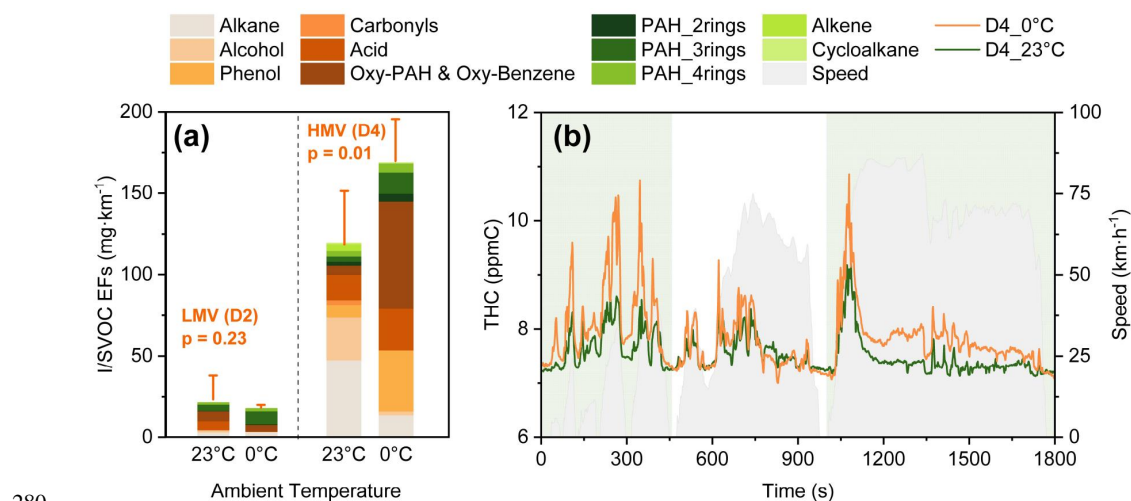 Alkane Carbonyls PAH_2rings Alkene D4_0°C
Alcohol Acid PAH_3rings Cycloalkane D4_23°C
Phenol Oxy-PAH & Oxy-Benzene PAH_4rings Speed
200 12 100
(a) HMV (D4) (b)
p = 0.01
150 75
10
I/SVOC EFs (mg·km⁻¹) THC (ppmC) Speed (km·h⁻¹)
100 50
LMV (D2)
p = 0.23
8
50 25
0 6 0
23°C 0°C 23°C 0°C 0 300 600 900 1200 1500 1800
Ambient Temperature Time (s)